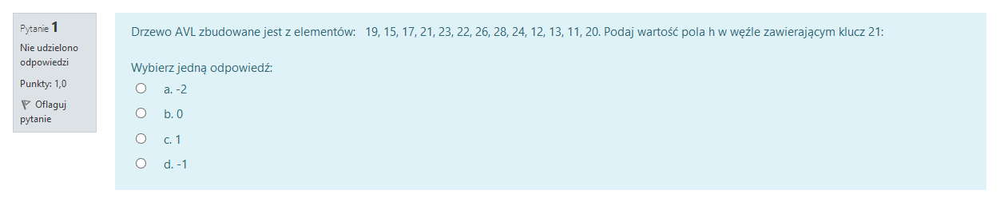 Pytanie 1
Nie udzielono
odpowiedzi
Punkty: 1,0
Oflaguj
pytanie
Drzewo AVL zbudowane jest z elementów: 19, 15, 17, 21, 23, 22, 26, 28, 24, 12, 13, 11, 20. Podaj wartość pola h w węźle zawierającym klucz 21:
Wybierz jedną odpowiedź:
a. -2
b. 0
c. 1
d. -1